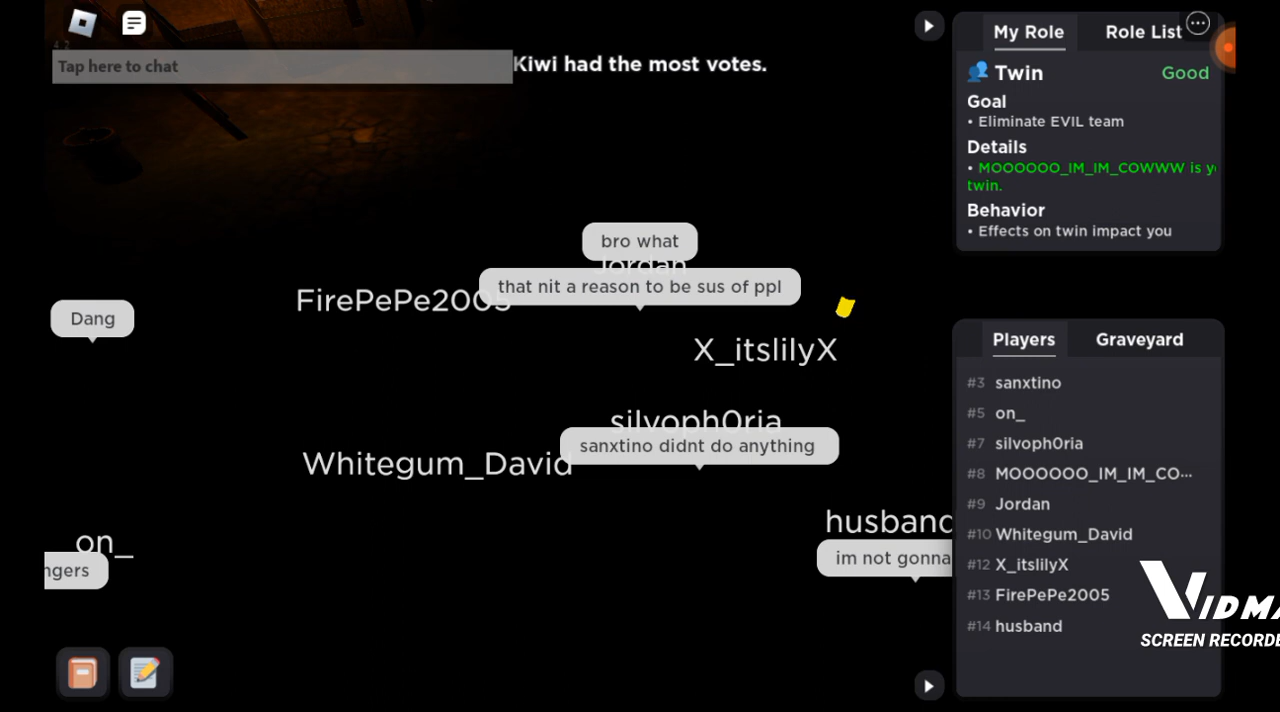 My Role
Role List
Tap here to chat
Kiwi had the most votes.
Twin
Good
Goal
• Eliminate EVIL team
Details
• MOOOOOO_IM_IM_COWWW is y
twin.
Behavior
• Effects on twin impact you
bro what
Jordan
that nit a reason to be sus of ppl
FirePePe2005
Dang
X_itslilyX
Players
Graveyard
#3 sanxtino
#5 on_
#7 silvoph0ria
#8 MOOOOOO_IM_IM_CO...
#9 Jordan
#10 Whitegum_David
#12 X_itslilyX
#13 FirePePe2005
#14 husband
silvoph0ria
sanxtino didnt do anything
Whitegum_David
husband
on_
ngers
im not gonna
VIDMA
SCREEN RECORDE